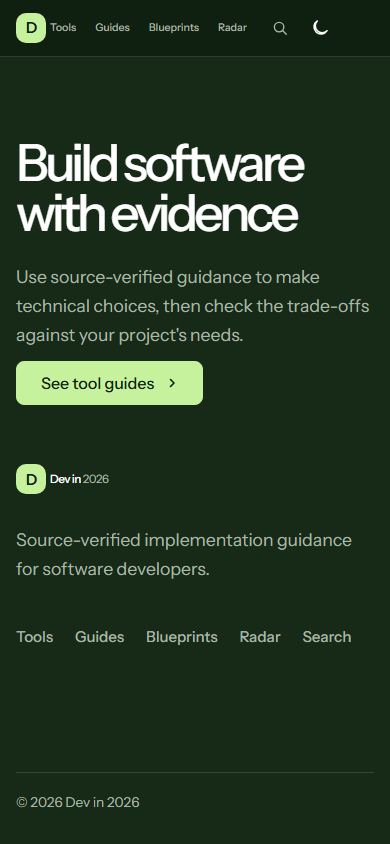 D Tools Guides Blueprints Radar
Build software
with evidence
Use source-verified guidance to make
technical choices, then check the trade-offs
against your project's needs.
See tool guides
D Dev in 2026
Source-verified implementation guidance
for software developers.
Tools Guides Blueprints Radar Search
© 2026 Dev in 2026